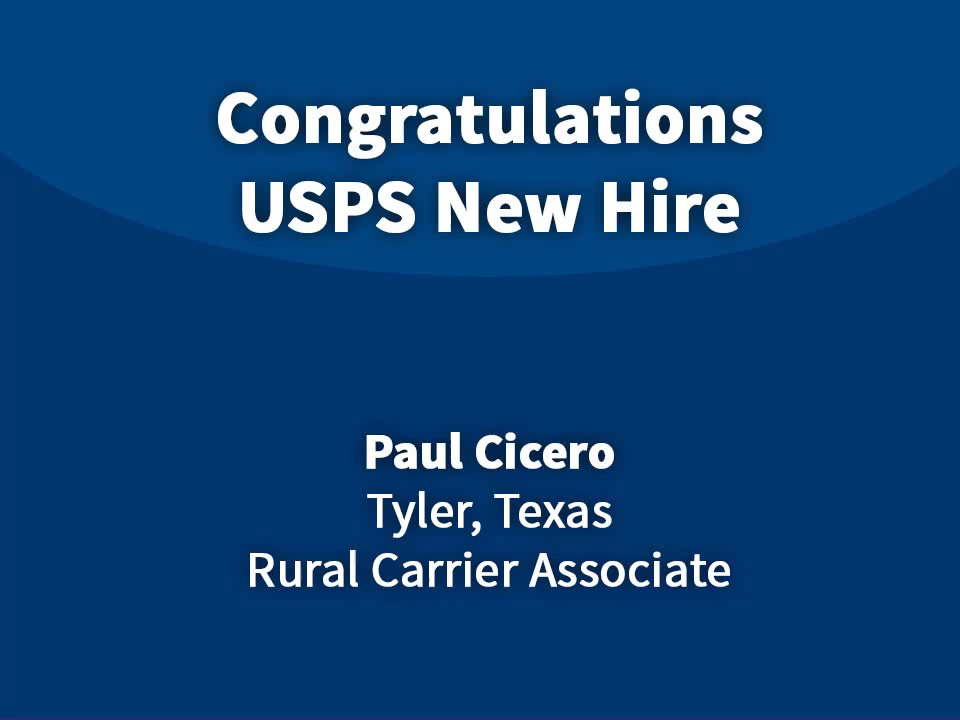 Congratulations
USPS New Hire
Paul Cicero
Tyler, Texas
Rural Carrier Associate